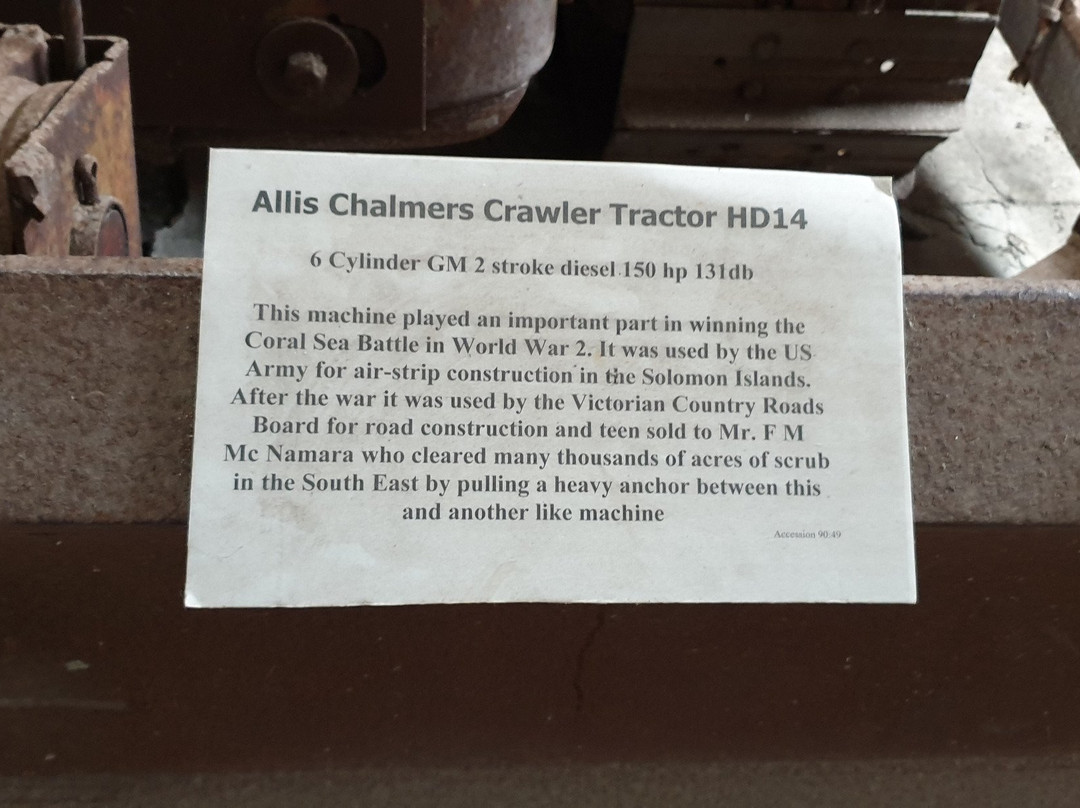 Allis Chalmers Crawler Tractor HD14
6 Cylinder GM 2 stroke diesel 150 hp 131db
This machine played an important part in winning the
Coral Sea Battle in World War 2. It was used by the US
Army for air-strip construction in the Solomon Islands.
After the war it was used by the Victorian Country Roads
Board for road construction and teen sold to Mr. F M
Mc Namara who cleared many thousands of acres of scrub
in the South East by pulling a heavy anchor between this
and another like machine
Accession 90.49